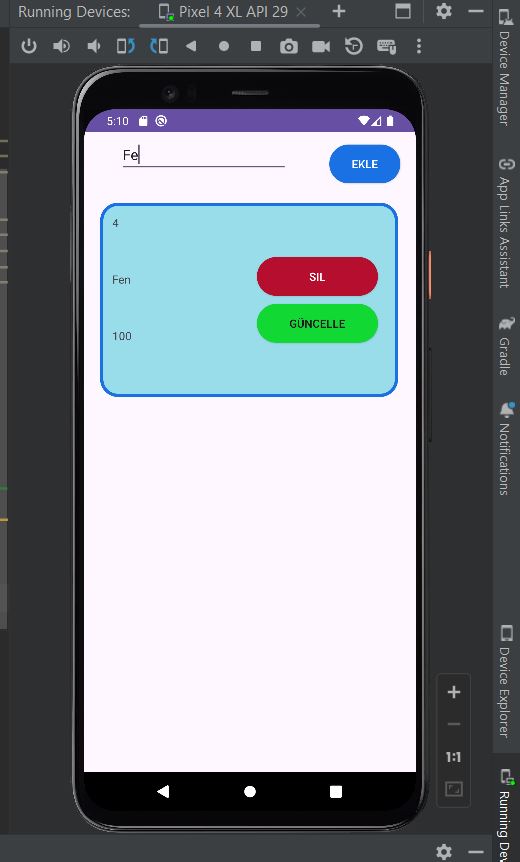 Running Devices: Pixel 4 XL API 29
5:10
Fe
EKLE
4
Fen
SIL
GÜNCELLE
100
1:1
Device Manager
App Links Assistant
Gradle
Notifications
Device Explorer
Running Dev